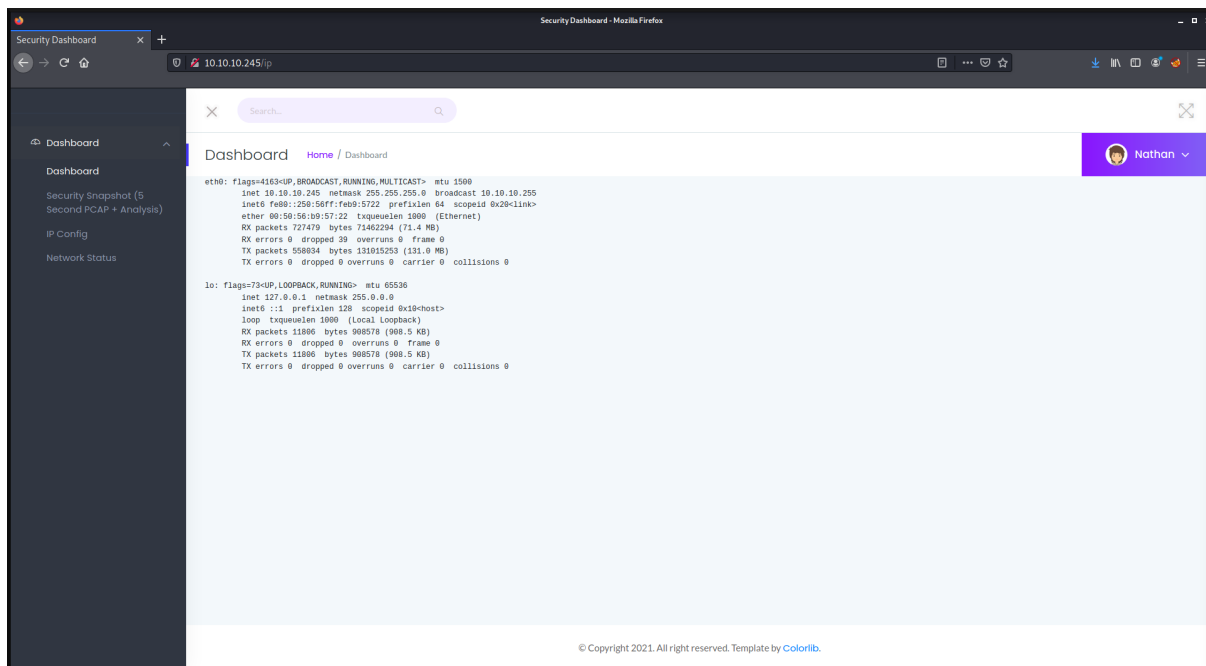 Security Dashboard - Mozilla Firefox
Security Dashboard
10.10.10.245/ip
Search...
Dashboard
Dashboard
Security Snapshot (5
Second PCAP + Analysis)
IP Config
Network Status
Dashboard Home / Dashboard
Nathan
eth0: flags=4163<UP,BROADCAST,RUNNING,MULTICAST> mtu 1500
inet 10.10.10.245 netmask 255.255.255.0 broadcast 10.10.10.255
inet6 fe80::250:56ff:feb9:5722 prefixlen 64 scopeid 0x20<link>
ether 00:50:56:b9:57:22 txqueuelen 1000 (Ethernet)
RX packets 727479 bytes 71462294 (71.4 MB)
RX errors 0 dropped 39 overruns 0 frame 0
TX packets 558034 bytes 131015253 (131.0 MB)
TX errors 0 dropped 0 overruns 0 carrier 0 collisions 0
lo: flags=73<UP,LOOPBACK,RUNNING> mtu 65536
inet 127.0.0.1 netmask 255.0.0.0
inet6 ::1 prefixlen 128 scopeid 0x10<host>
loop txqueuelen 1000 (Local Loopback)
RX packets 11806 bytes 908578 (908.5 KB)
RX errors 0 dropped 0 overruns 0 frame 0
TX packets 11806 bytes 908578 (908.5 KB)
TX errors 0 dropped 0 overruns 0 carrier 0 collisions 0
© Copyright 2021. All right reserved. Template by Colorlib.